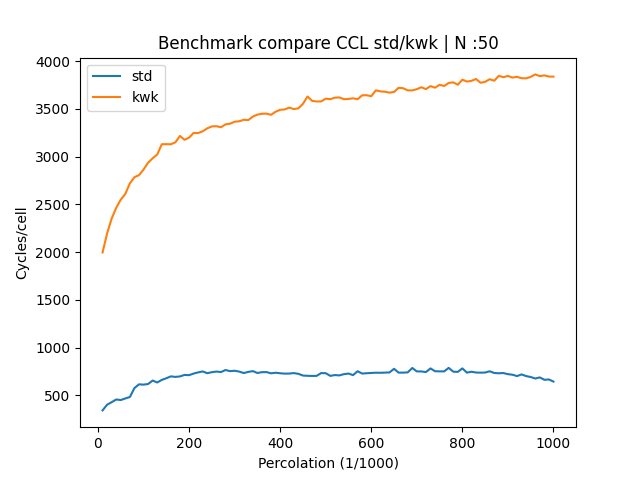 Benchmark compare CCL std/kwk | N :50
std
kwk
4000
3500
3000
2500
2000
1500
1000
500
Cycles/cell
0 200 400 600 800 1000
Percolation (1/1000)